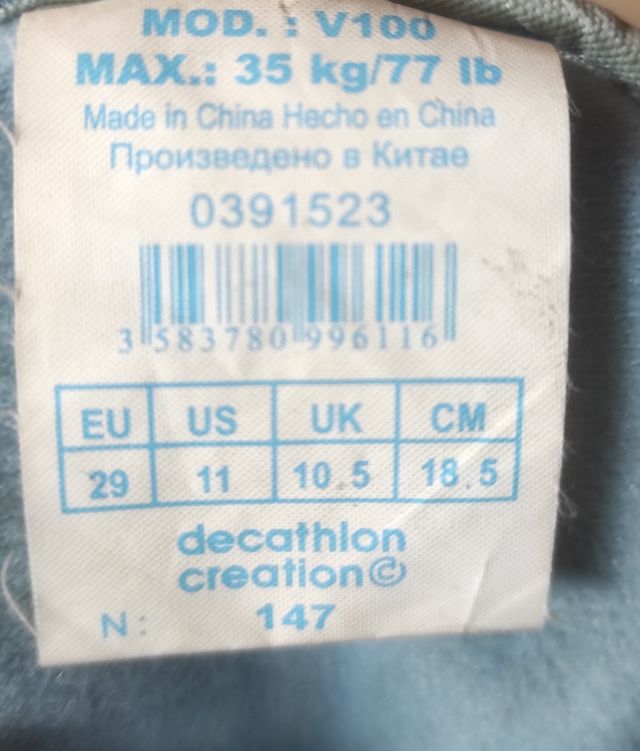 MOD. : V100
MAX.: 35 kg/77 lb
Made in China Hecho en China
Произведено в Китае
0391523
3 583780 996116
EU US UK CM
29 11 10.5 18.5
decathlon
creation©
N: 147